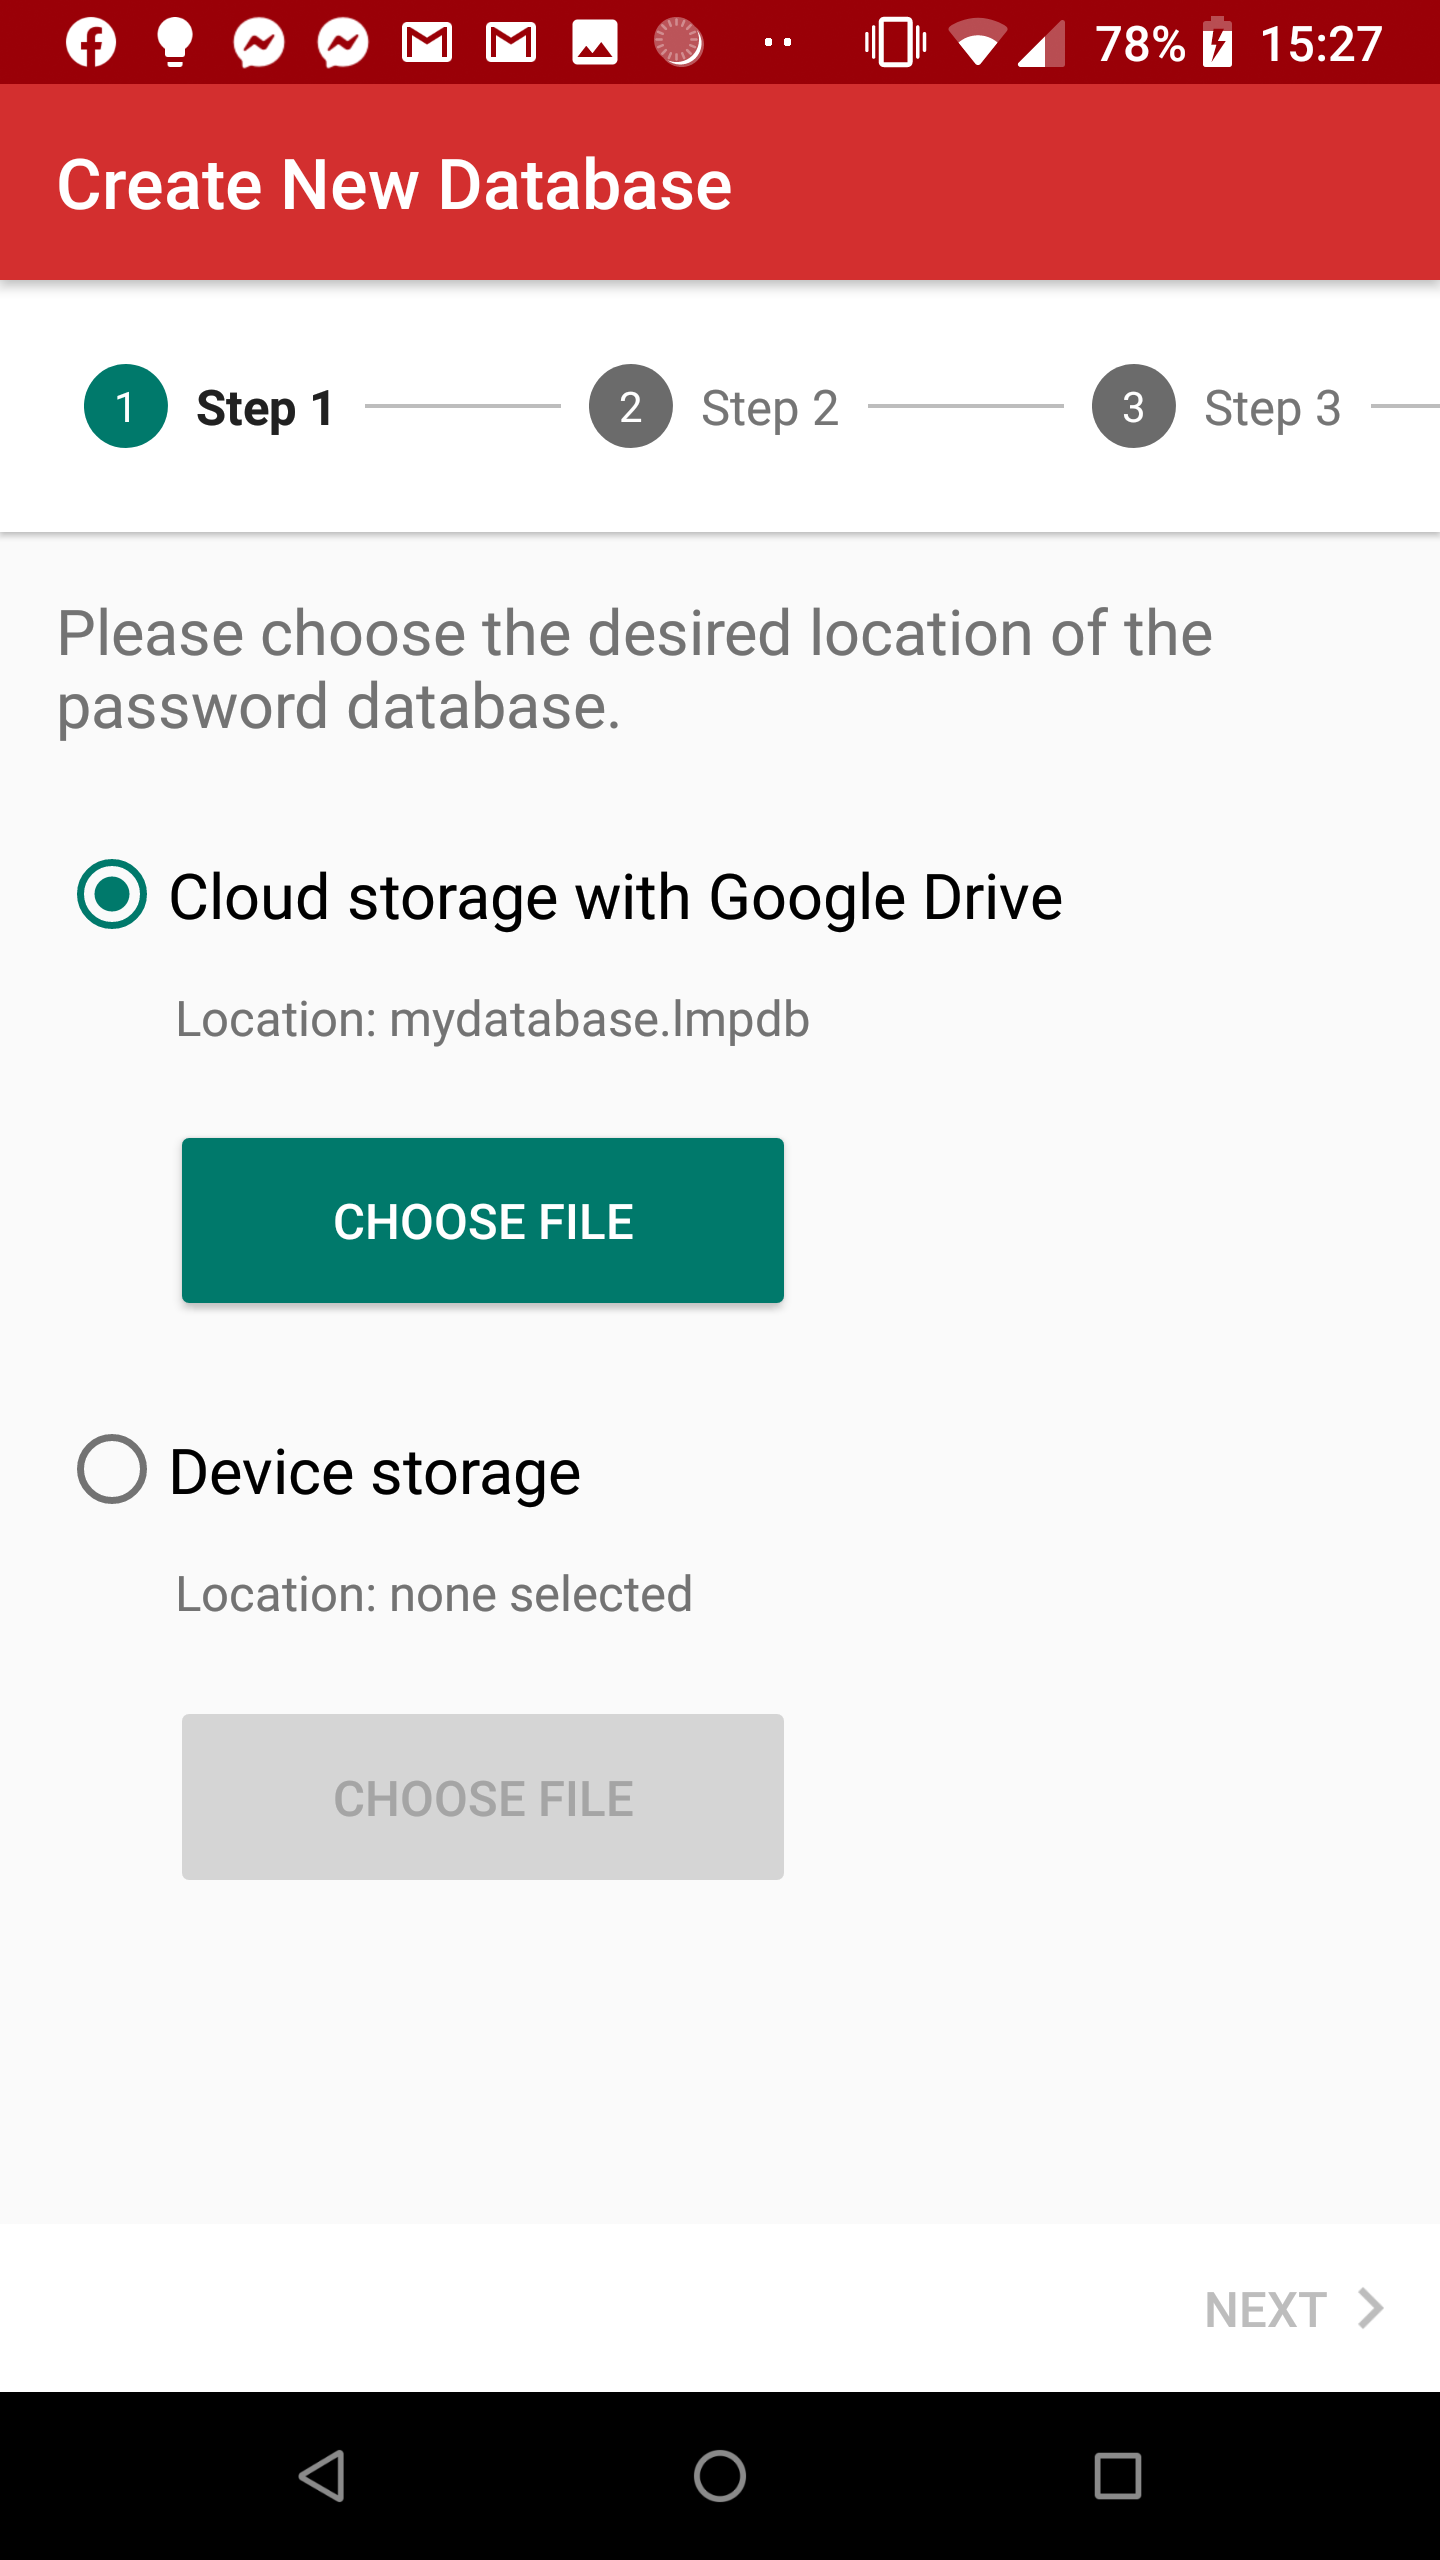 78% 15:27
Create New Database
1 Step 1 2 Step 2 3 Step 3
Please choose the desired location of the
password database.
Cloud storage with Google Drive
Location: mydatabase.lmpdb
CHOOSE FILE
Device storage
Location: none selected
CHOOSE FILE
NEXT